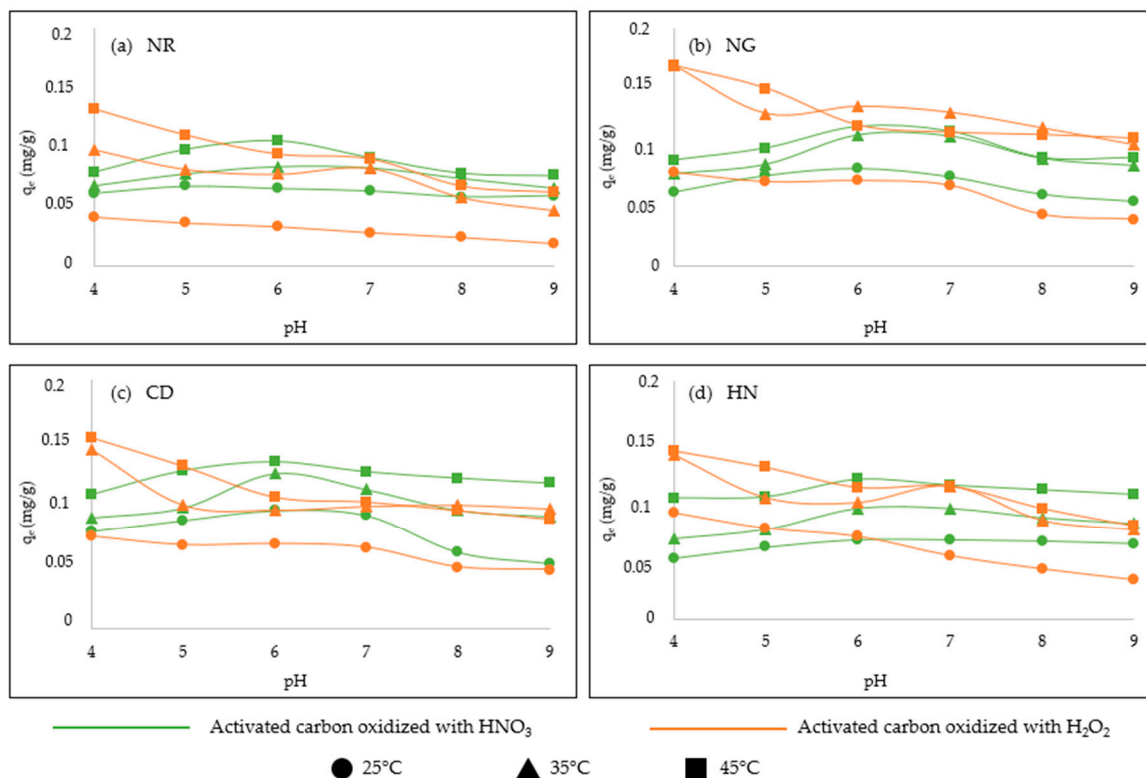 (a) NR
0.2
0.15
0.1
0.05
0
qe (mg/g)
4 5 6 7 8 9
pH
(b) NG
0.2
0.15
0.1
0.05
0
qe (mg/g)
4 5 6 7 8 9
pH
(c) CD
0.2
0.15
0.1
0.05
0
qe (mg/g)
4 5 6 7 8 9
pH
(d) HN
0.2
0.15
0.1
0.05
0
qe (mg/g)
4 5 6 7 8 9
pH
Activated carbon oxidized with HNO₃ Activated carbon oxidized with H₂O₂
25°C 35°C 45°C